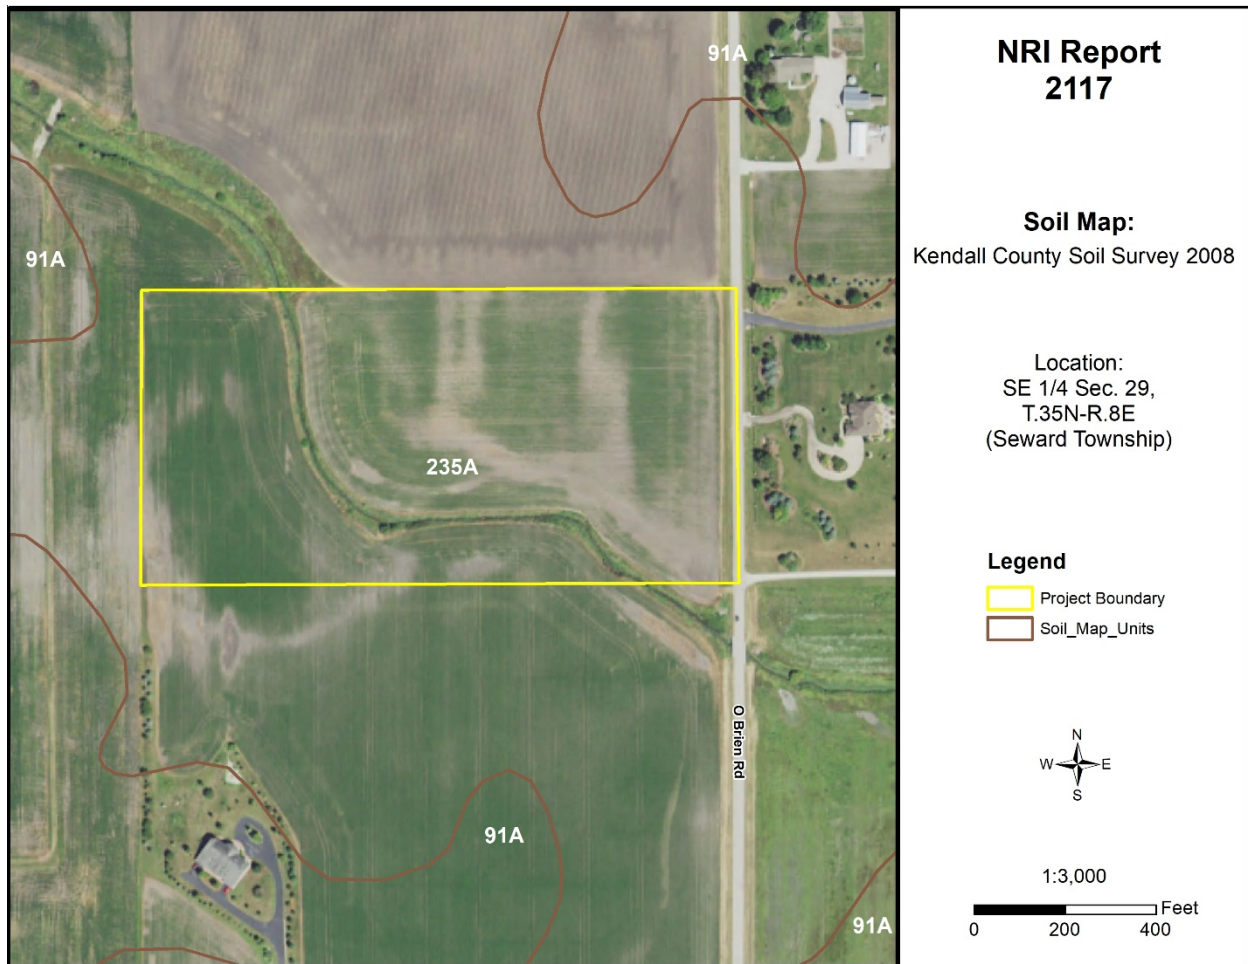 91A
91A
235A
O Brien Rd
91A
91A
NRI Report
2117
Soil Map:
Kendall County Soil Survey 2008
Location:
SE 1/4 Sec. 29,
T.35N-R.8E
(Seward Township)
Legend
Project Boundary
Soil_Map_Units
N
W E
S
1:3,000
Feet
0 200 400